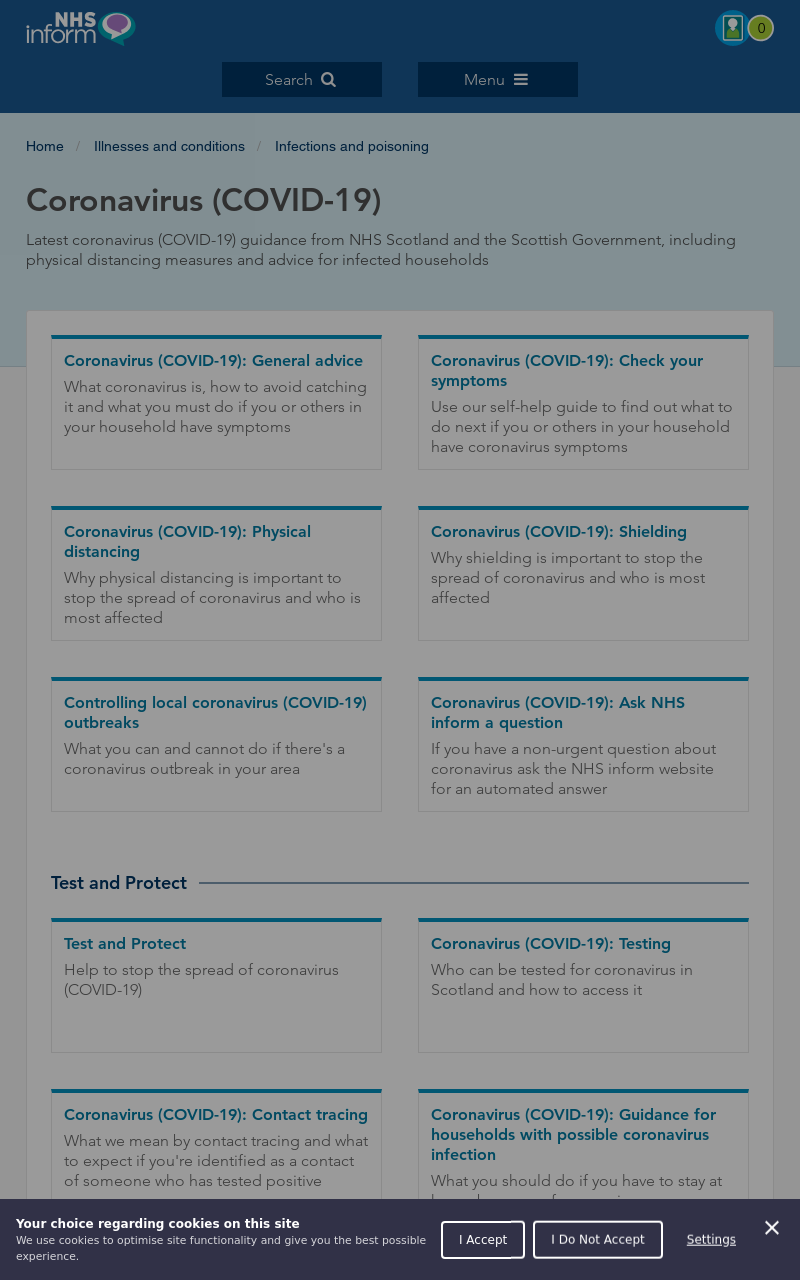 NHS
inform
0
Search
Menu
Home / Illnesses and conditions / Infections and poisoning
Coronavirus (COVID-19)
Latest coronavirus (COVID-19) guidance from NHS Scotland and the Scottish Government, including
physical distancing measures and advice for infected households
Coronavirus (COVID-19): General advice
What coronavirus is, how to avoid catching
it and what you must do if you or others in
your household have symptoms
Coronavirus (COVID-19): Check your
symptoms
Use our self-help guide to find out what to
do next if you or others in your household
have coronavirus symptoms
Coronavirus (COVID-19): Physical
distancing
Why physical distancing is important to
stop the spread of coronavirus and who is
most affected
Coronavirus (COVID-19): Shielding
Why shielding is important to stop the
spread of coronavirus and who is most
affected
Controlling local coronavirus (COVID-19)
outbreaks
What you can and cannot do if there's a
coronavirus outbreak in your area
Coronavirus (COVID-19): Ask NHS
inform a question
If you have a non-urgent question about
coronavirus ask the NHS inform website
for an automated answer
Test and Protect
Test and Protect
Help to stop the spread of coronavirus
(COVID-19)
Coronavirus (COVID-19): Testing
Who can be tested for coronavirus in
Scotland and how to access it
Coronavirus (COVID-19): Contact tracing
What we mean by contact tracing and what
to expect if you're identified as a contact
of someone who has tested positive
Coronavirus (COVID-19): Guidance for
households with possible coronavirus
infection
What you should do if you have to stay at
Your choice regarding cookies on this site
We use cookies to optimise site functionality and give you the best possible
experience.
I Accept
I Do Not Accept
Settings